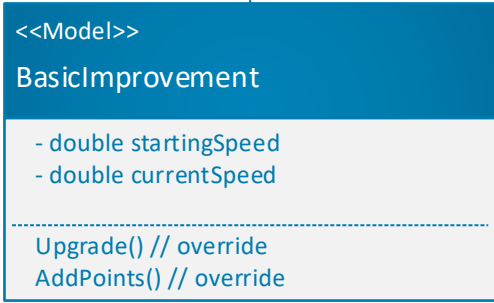 <<Model>>
BasicImprovement
- double startingSpeed
- double currentSpeed
Upgrade() // override
AddPoints() // override